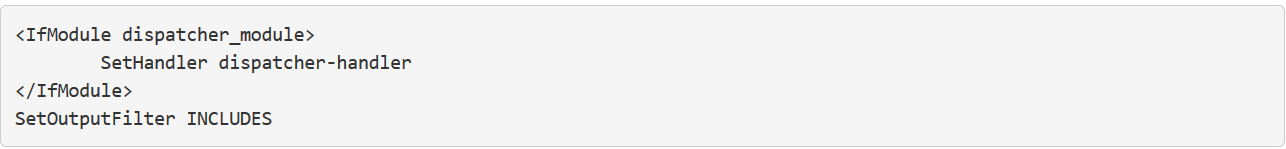 <IfModule dispatcher_module>
        SetHandler dispatcher-handler
</IfModule>
SetOutputFilter INCLUDES